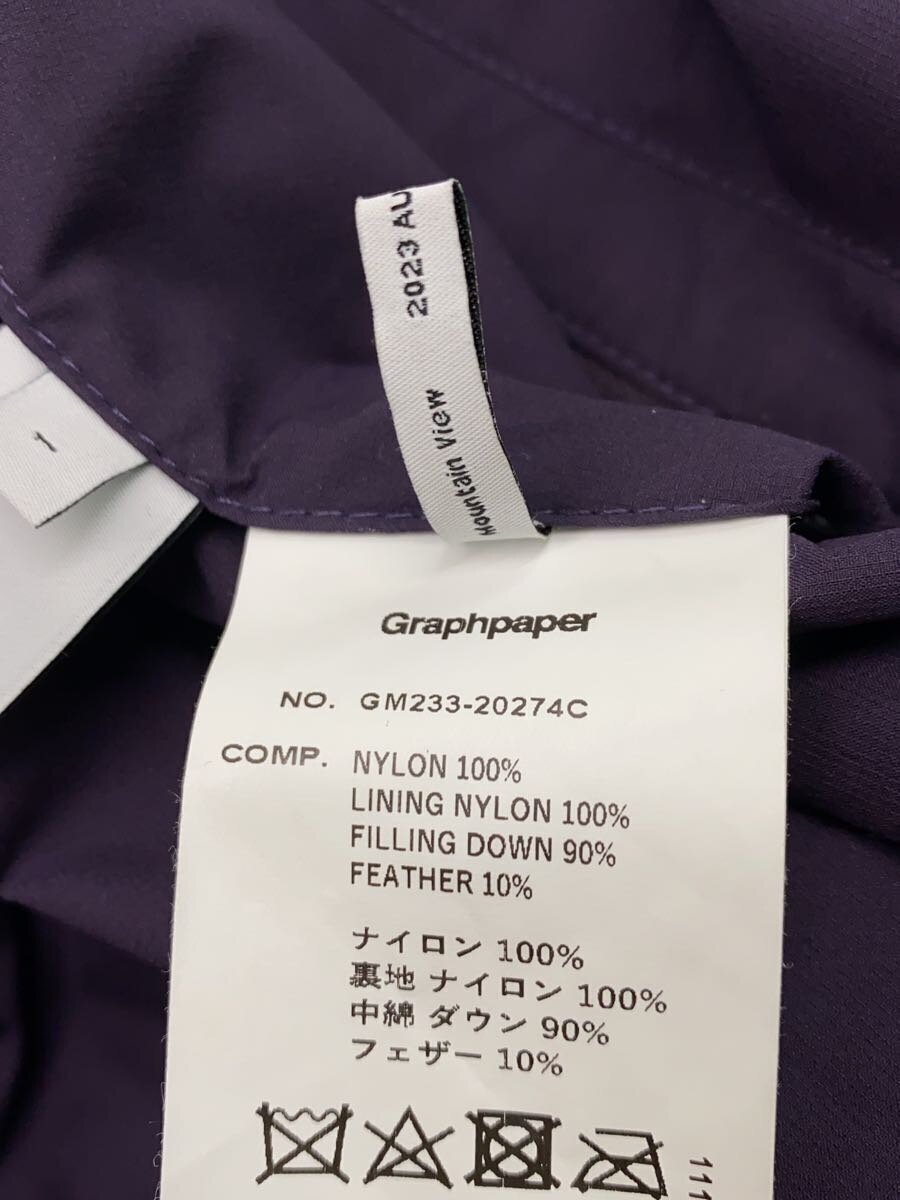 2023 AU
Mountain View
1
Graphpaper
NO. GM233-20274C
COMP. NYLON 100%
LINING NYLON 100%
FILLING DOWN 90%
FEATHER 10%
ナイロン 100%
裏地 ナイロン 100%
中綿 ダウン 90%
フェザー 10%
111